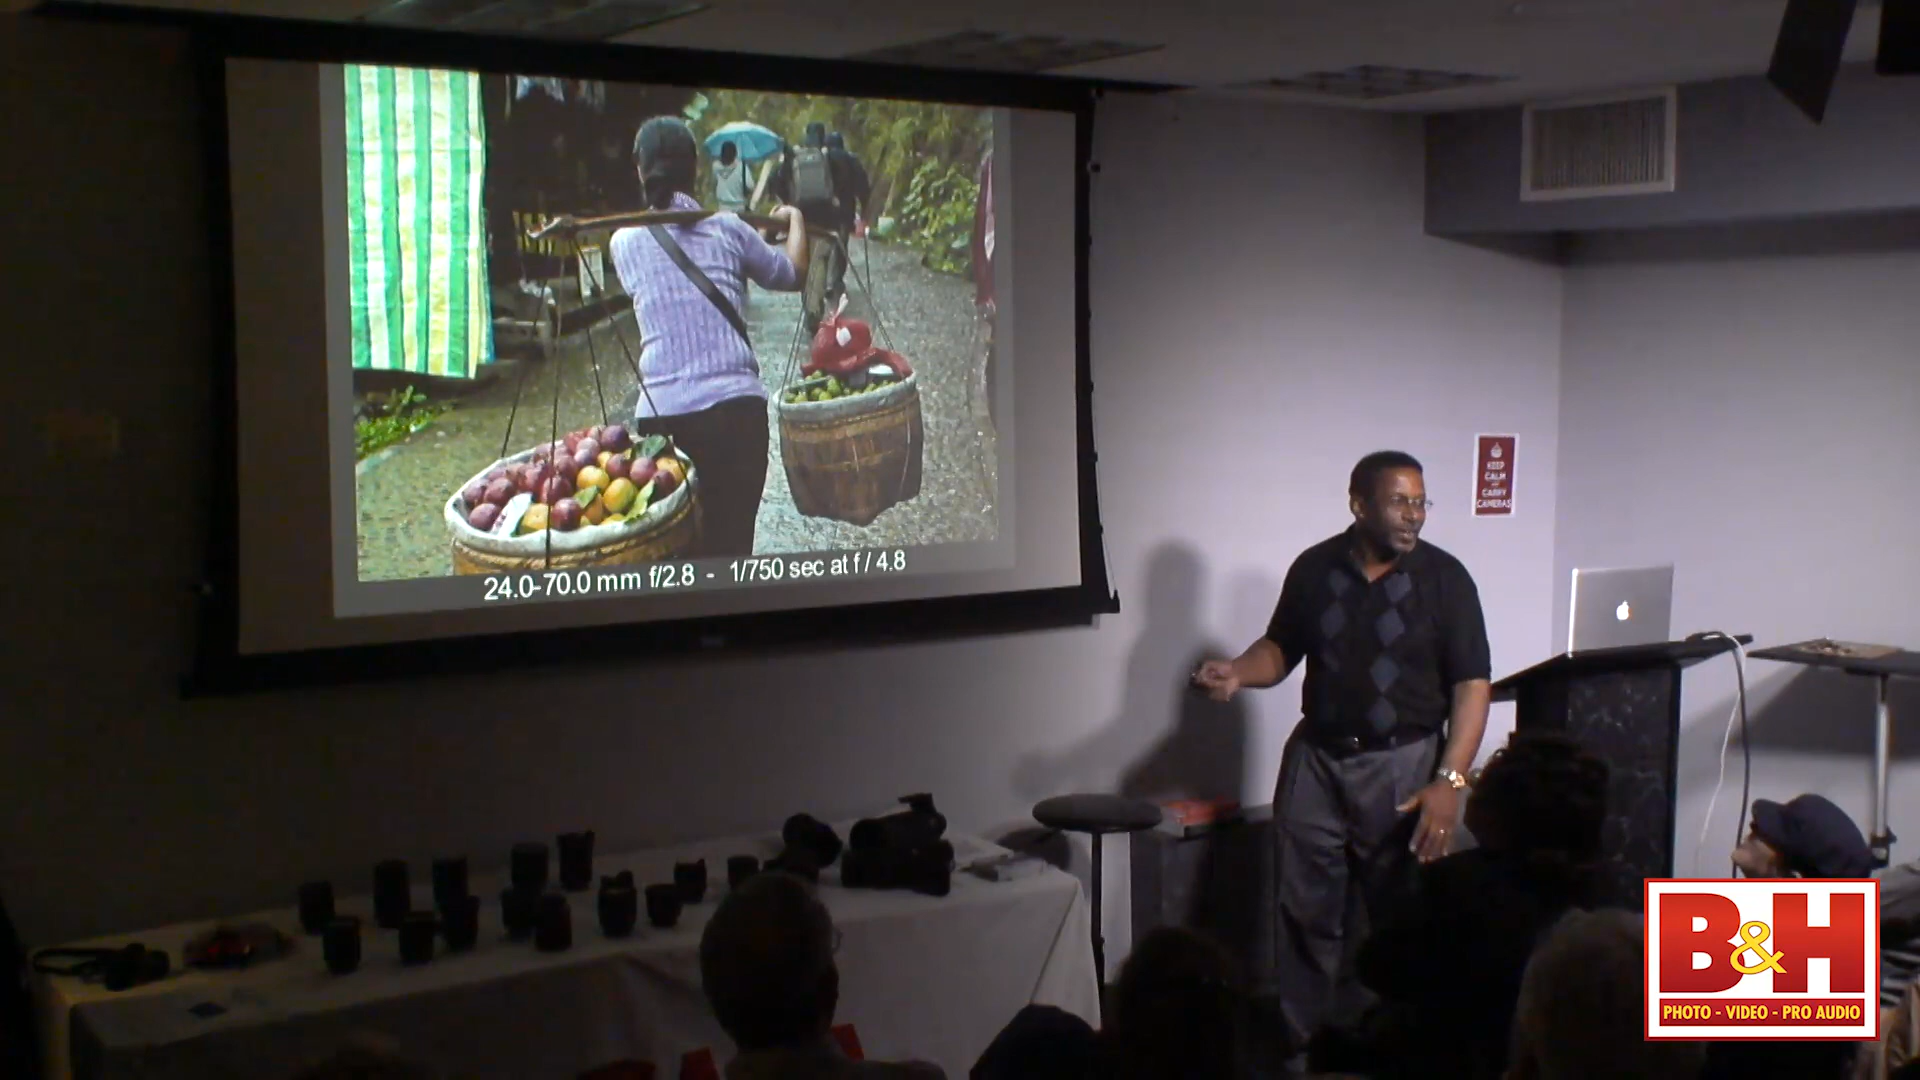 24.0-70.0 mm f/2.8 - 1/750 sec at f / 4.8
KEEP
CALM
AND
CARRY
CAMERAS
B&H
PHOTO - VIDEO - PRO AUDIO